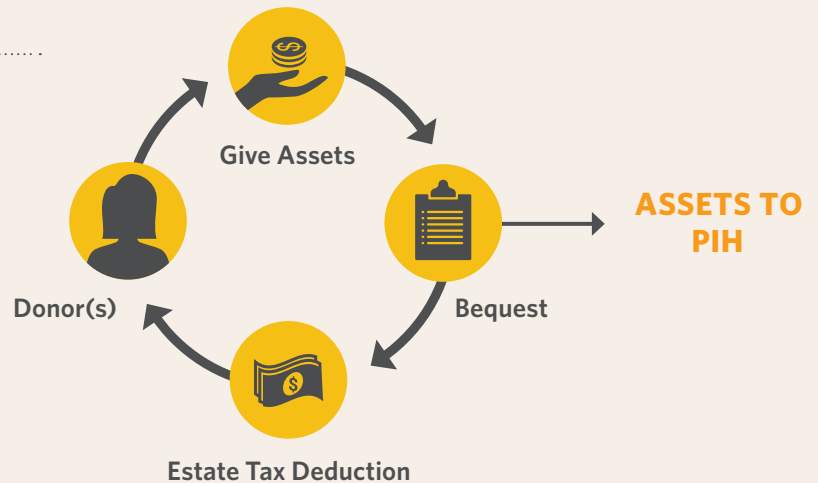 Give Assets
ASSETS TO
PIH
Donor(s)
Bequest
Estate Tax Deduction